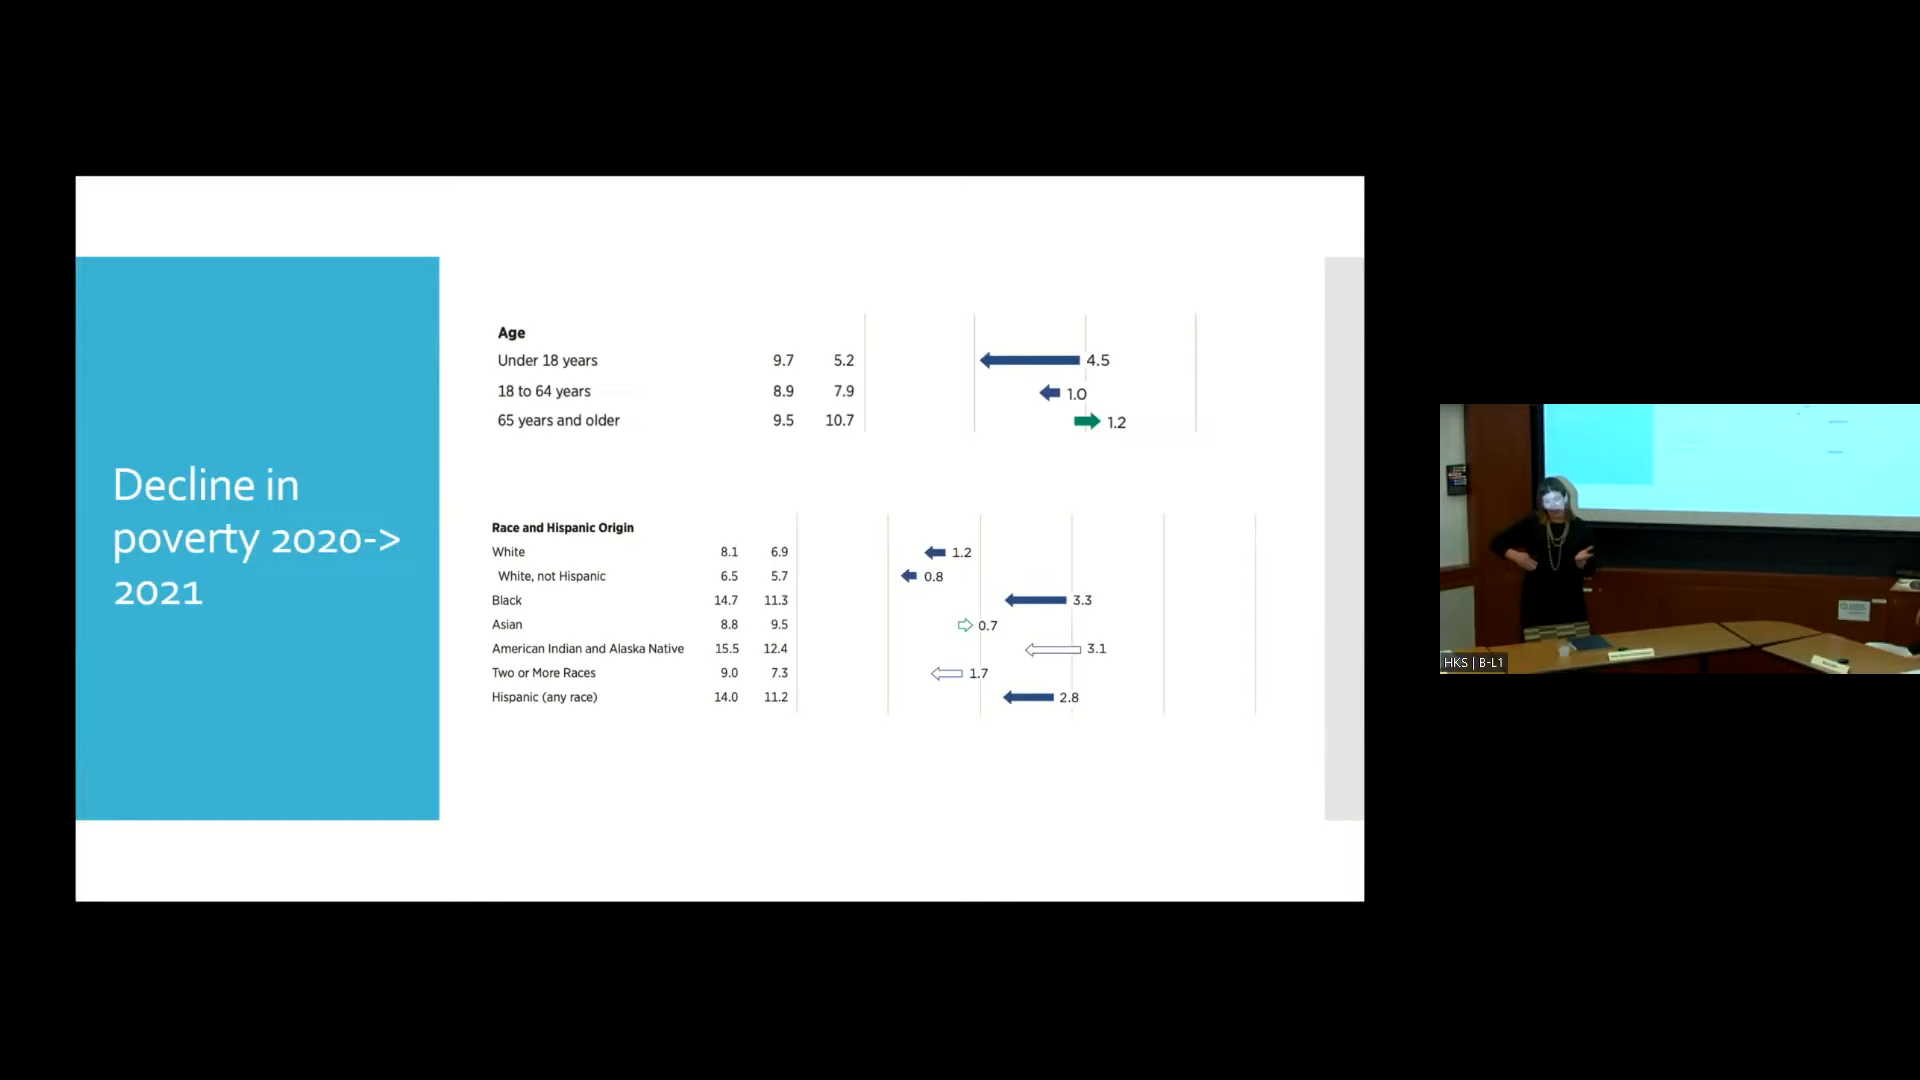 Decline in
poverty 2020->
2021
Age
Under 18 years 9.7 5.2 4.5
18 to 64 years 8.9 7.9 1.0
65 years and older 9.5 10.7 1.2
Race and Hispanic Origin
White 8.1 6.9 1.2
White, not Hispanic 6.5 5.7 0.8
Black 14.7 11.3 3.3
Asian 8.8 9.5 0.7
American Indian and Alaska Native 15.5 12.4 3.1
Two or More Races 9.0 7.3 1.7
Hispanic (any race) 14.0 11.2 2.8
HKS | B-L1